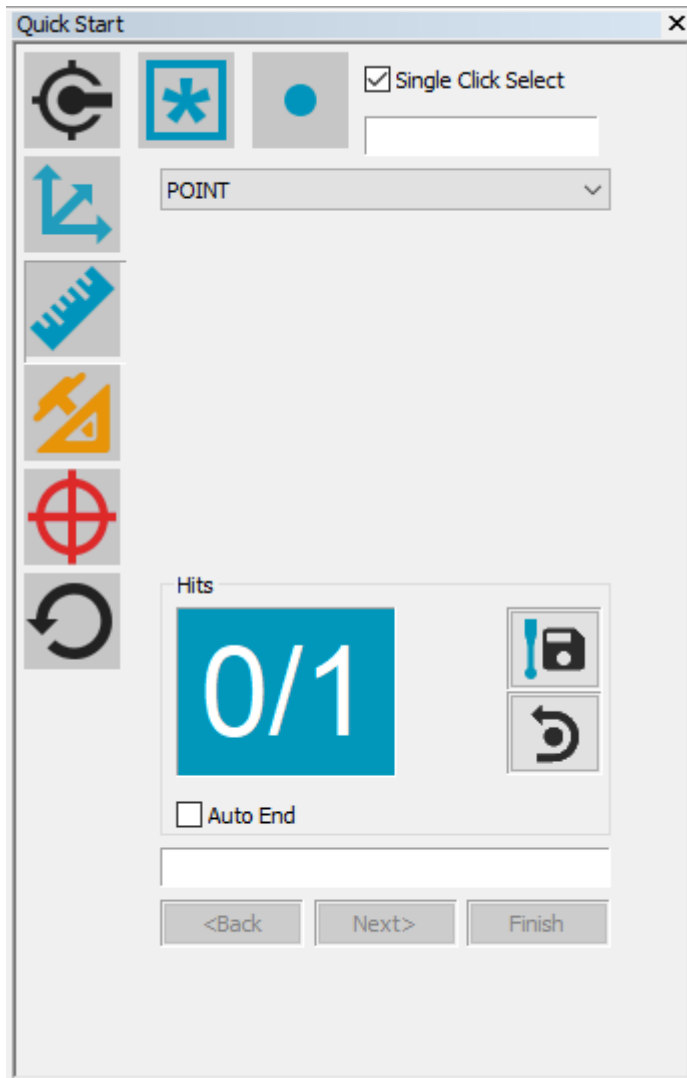 Quick Start
Single Click Select
POINT
Hits
0/1
Auto End
<Back
Next>
Finish